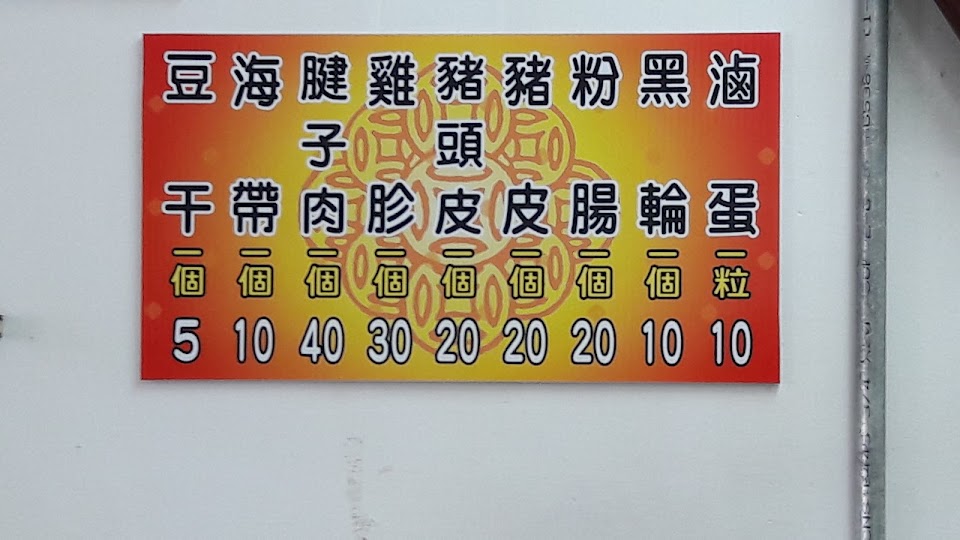 滷蛋一粒10
黑輪一個10
粉腸一個20
豬皮一個20
豬頭皮一個20
雞胗一個30
腱子肉一個40
海帶一個10
豆干一個5